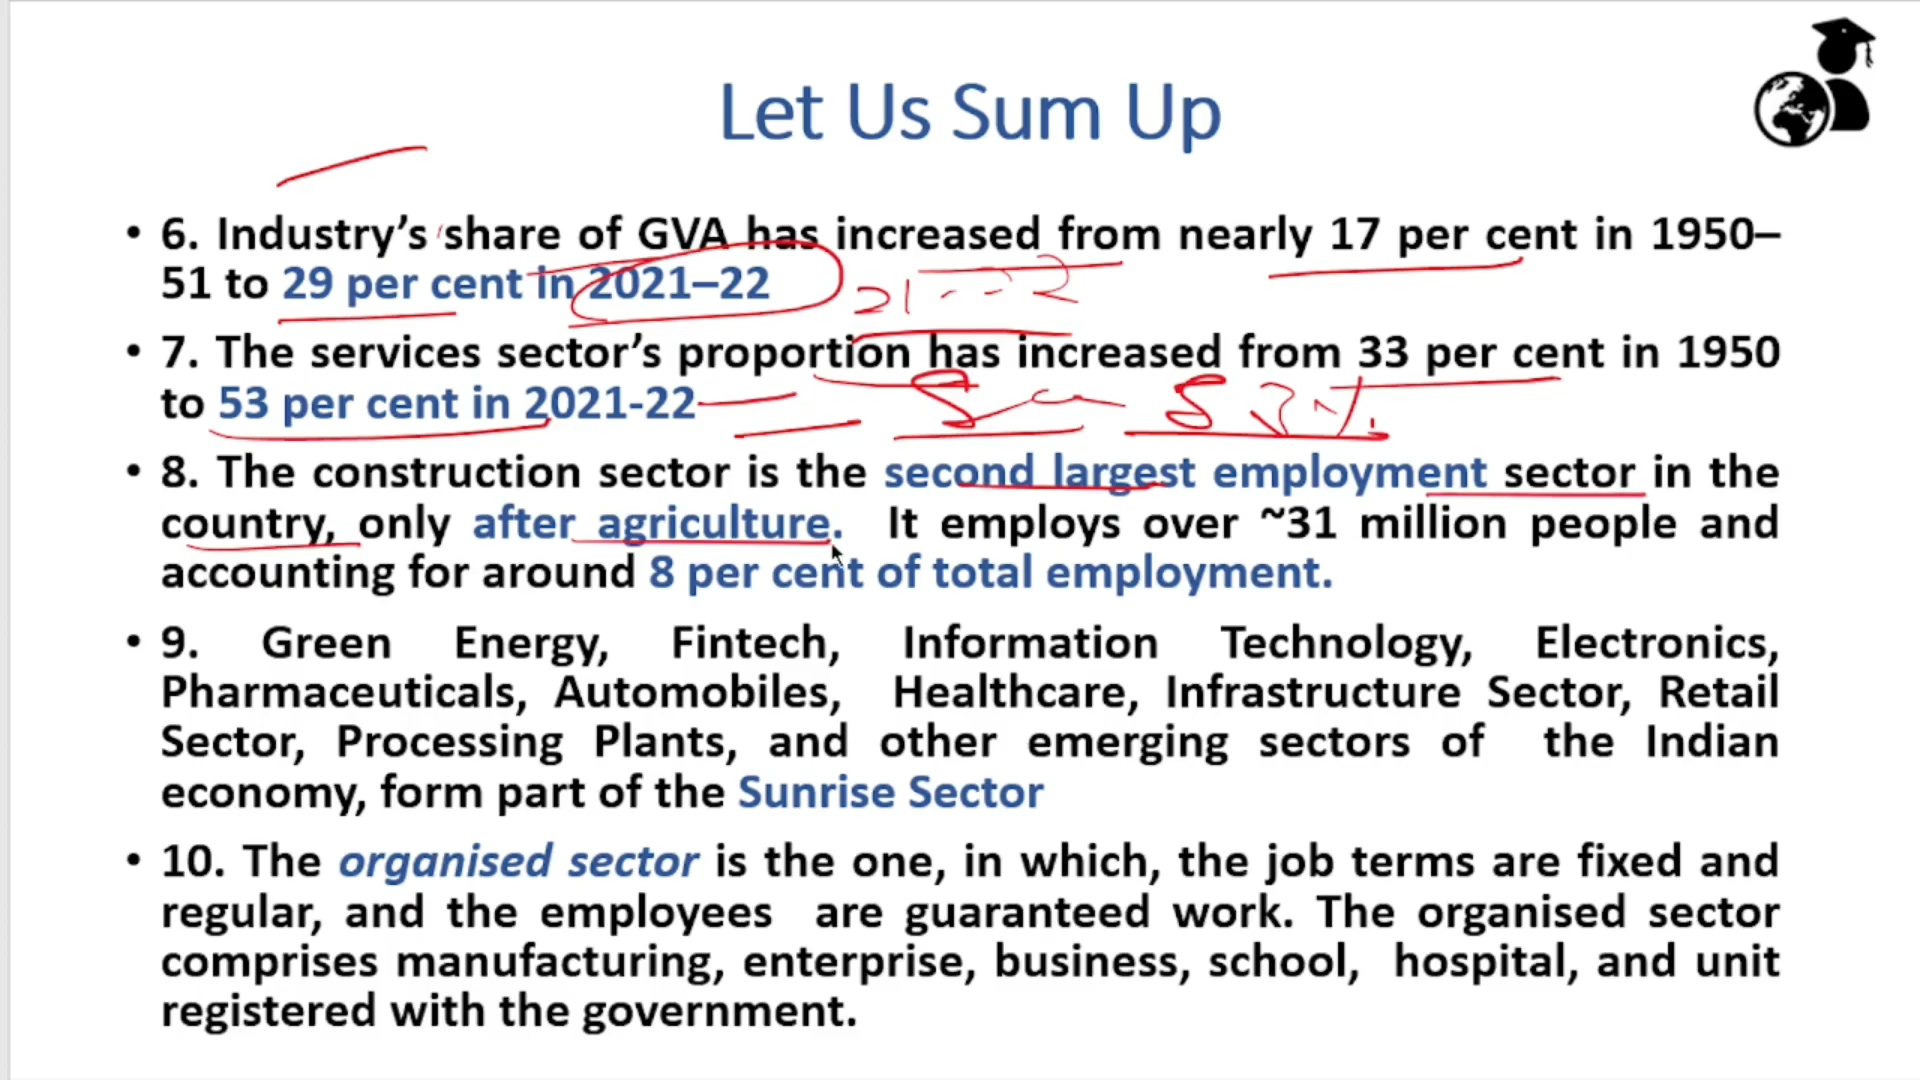 Let Us Sum Up
• 6. Industry's share of GVA has increased from nearly 17 per cent in 1950–
51 to 29 per cent in 2021–22
21
• 7. The services sector's proportion has increased from 33 per cent in 1950
to 53 per cent in 2021-22
S 53%
• 8. The construction sector is the second largest employment sector in the
country, only after agriculture. It employs over ~31 million people and
accounting for around 8 per cent of total employment.
• 9. Green Energy, Fintech, Information Technology, Electronics,
Pharmaceuticals, Automobiles, Healthcare, Infrastructure Sector, Retail
Sector, Processing Plants, and other emerging sectors of the Indian
economy, form part of the Sunrise Sector
• 10. The organised sector is the one, in which, the job terms are fixed and
regular, and the employees are guaranteed work. The organised sector
comprises manufacturing, enterprise, business, school, hospital, and unit
registered with the government.